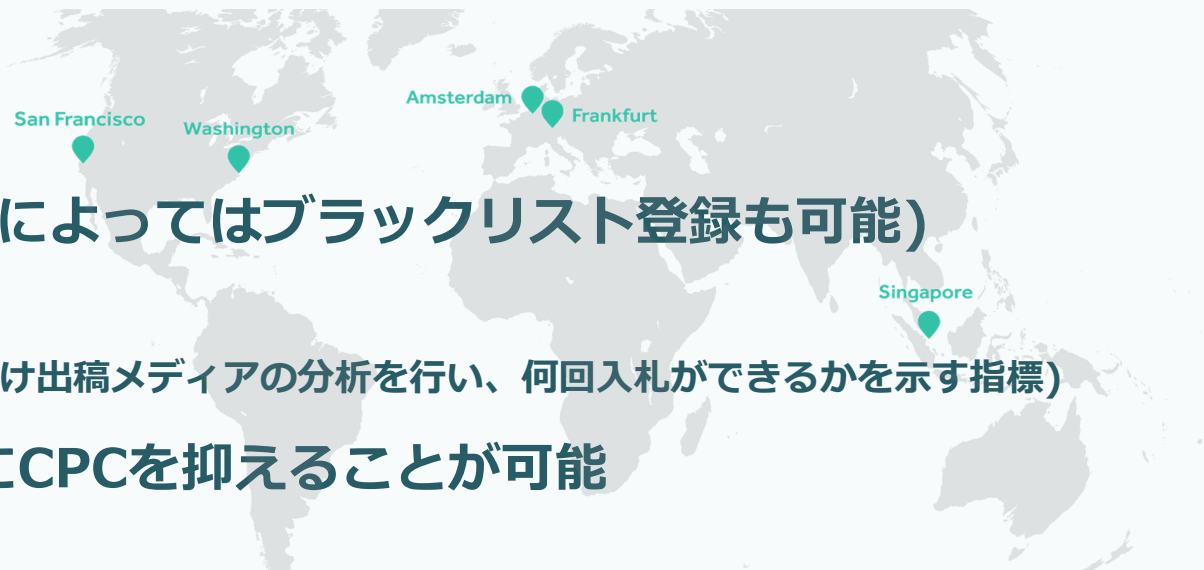 Amsterdam
Frankfurt
San Francisco
Washington
によってはブラックリスト登録も可能)
Singapore
け出稿メディアの分析を行い、何回入札ができるかを示す指標)
にCPCを抑えることが可能